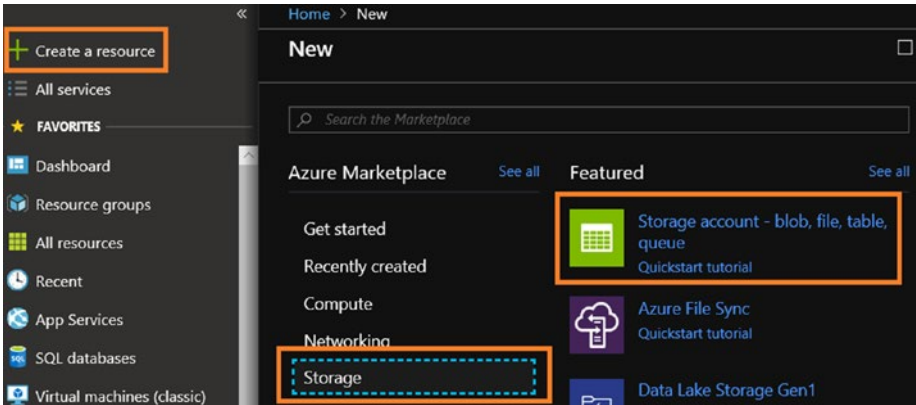 «
Create a resource
All services
FAVORITES
Dashboard
Resource groups
All resources
Recent
App Services
SQL
SQL databases
Virtual machines (classic)
Home > New
New
Search the Marketplace
Azure Marketplace
See all
Get started
Recently created
Compute
Networking
Storage
Featured
See all
Storage account - blob, file, table,
queue
Quickstart tutorial
Azure File Sync
Quickstart tutorial
Data Lake Storage Gen1